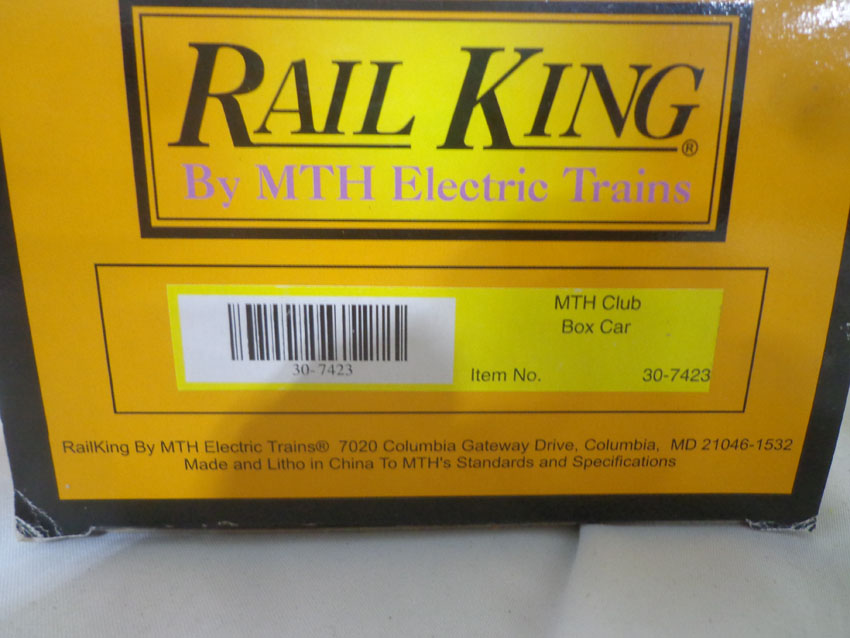 RAIL KING®
By MTH Electric Trains
MTH Club
Box Car
30-7423
Item No. 30-7423
RailKing By MTH Electric Trains® 7020 Columbia Gateway Drive, Columbia, MD 21046-1532
Made and Litho in China To MTH's Standards and Specifications